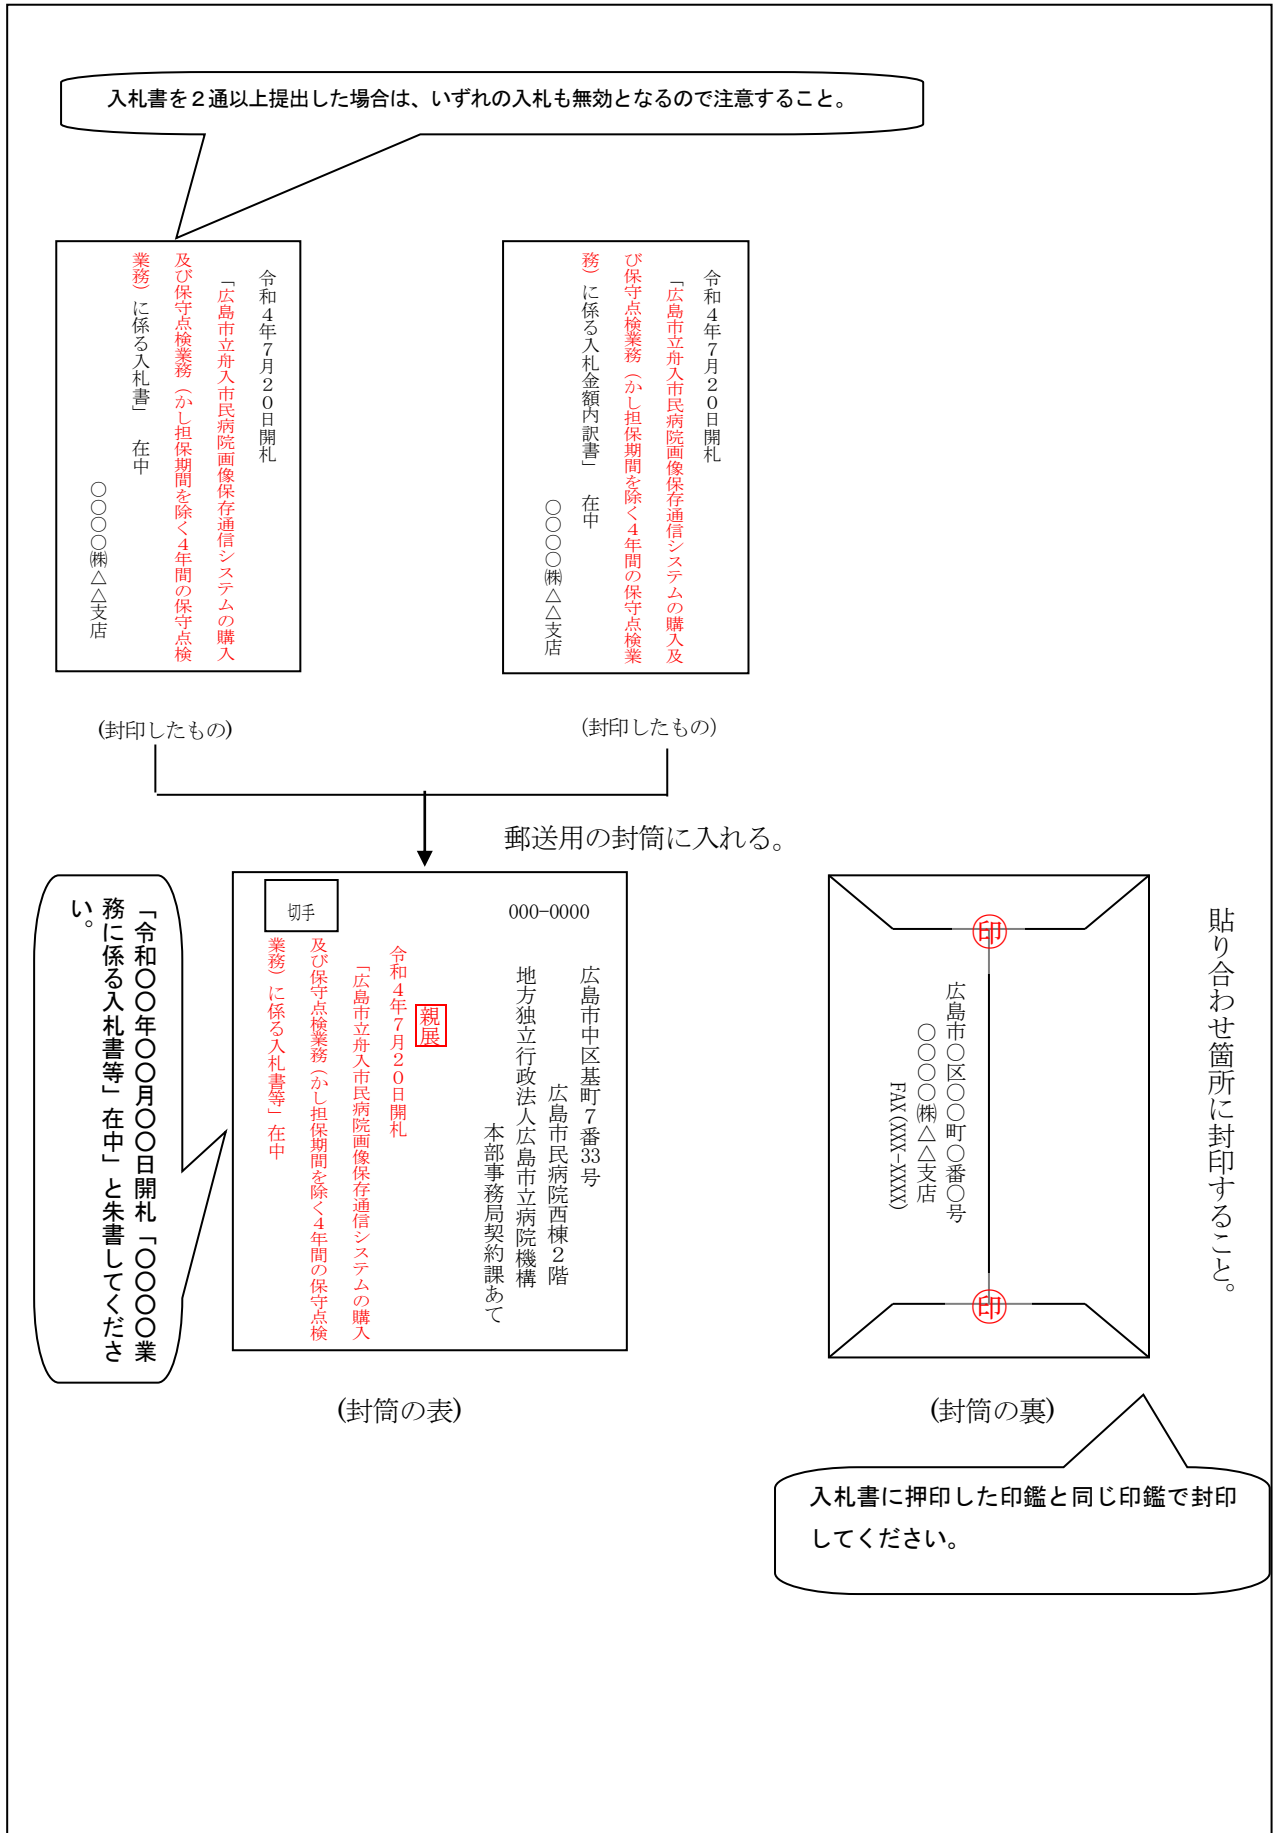 入札書を２通以上提出した場合は、いずれの入札も無効となるので注意すること。
令和４年７月２０日開札
「広島市立舟入市民病院画像保存通信システムの購入
及び保守点検業務（かし担保期間を除く４年間の保守点検
業務）に係る入札書」　在中
○○○○㈱△△支店
(封印したもの)
令和４年７月２０日開札
「広島市立舟入市民病院画像保存通信システムの購入及
び保守点検業務（かし担保期間を除く４年間の保守点検業
務）に係る入札金額内訳書」　在中
○○○○㈱△△支店
(封印したもの)
郵送用の封筒に入れる。
「令和〇〇年〇〇月〇〇日開札「〇〇〇〇業
務に係る入札書等」在中」と朱書してくださ
い。
切手
000-0000
広島市中区基町７番33号
広島市民病院西棟２階
地方独立行政法人広島市立病院機構
本部事務局契約課あて
親展
令和４年７月２０日開札
「広島市立舟入市民病院画像保存通信システムの購入
及び保守点検業務（かし担保期間を除く４年間の保守点検
業務）に係る入札書等」在中
(封筒の表)
貼り合わせ箇所に封印すること。
印
広島市○区○○町○番○号
○○○○㈱△△支店
FAX(XXX-XXXX)
印
(封筒の裏)
入札書に押印した印鑑と同じ印鑑で封印
してください。